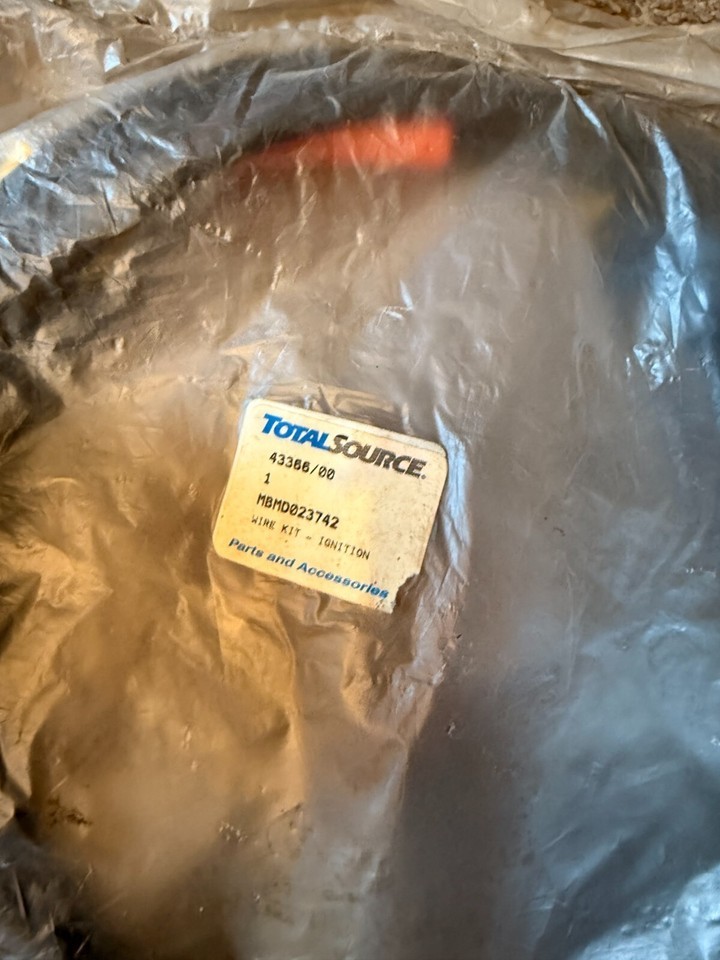 TOTALSOURCE®
43366/00
1
MBMD023742
WIRE KIT - IGNITION
Parts and Accessories